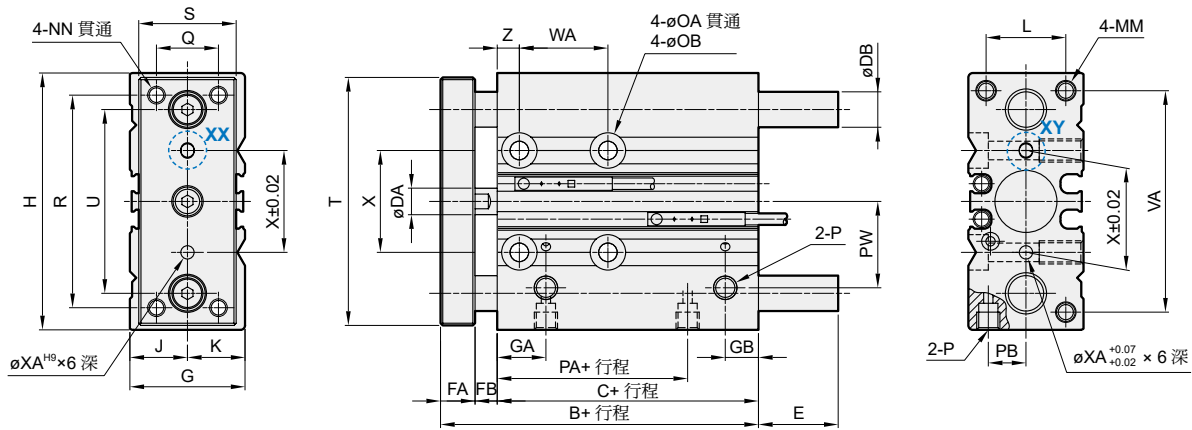 S
4-NN 貫通
Q
XX
H
R
U
X±0.02
J
K
G
øXA H9×6 深
Z
WA
4-øOA 貫通
4-øOB
øDB
T
X
øDA
2-P
PW
GA
GB
PA+ 行程
FA
FB
C+ 行程
B+ 行程
E
L
4-MM
XY
X±0.02
VA
2-P
PB
øXA +0.07 +0.02 × 6 深